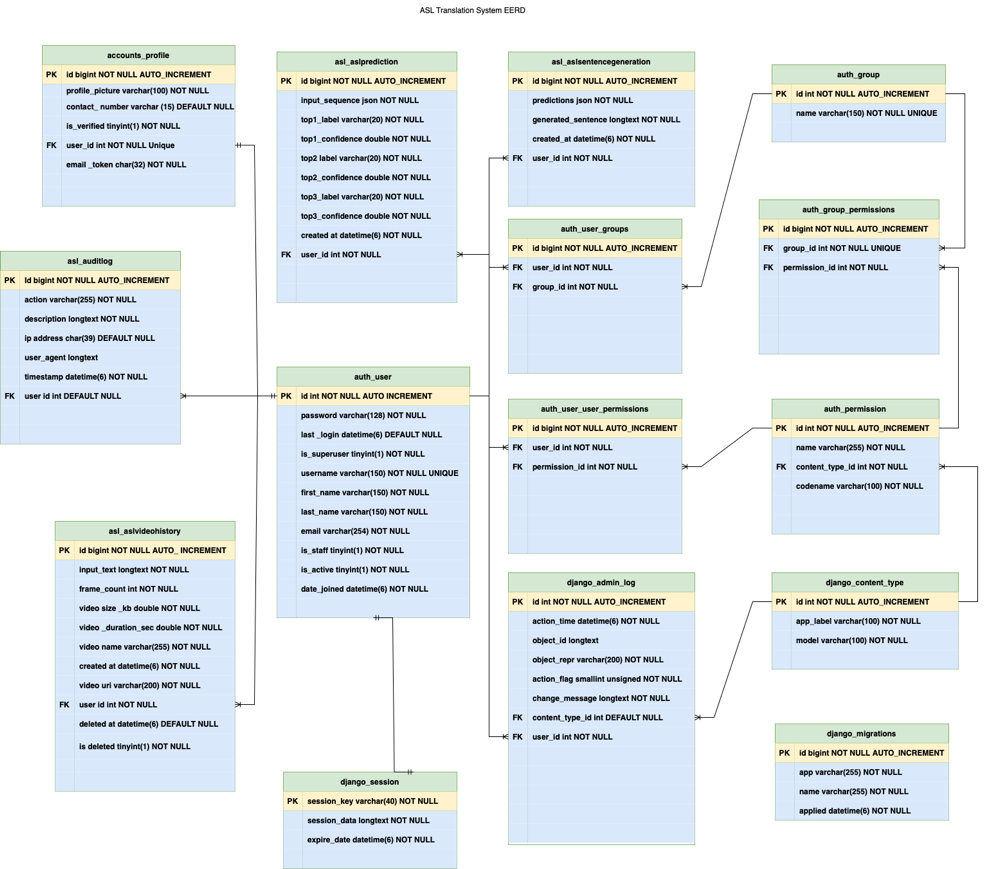 ASL Translation System EERD
accounts_profile
PK id bigint NOT NULL AUTO_INCREMENT
profile_picture varchar(100) NOT NULL
contact_ number varchar (15) DEFAULT NULL
is_verified tinyint(1) NOT NULL
FK user_id int NOT NULL Unique
email _token char(32) NOT NULL
asl_aslprediction
PK id bigint NOT NULL AUTO_INCREMENT
input_sequence json NOT NULL
top1_label varchar(20) NOT NULL
top1_confidence double NOT NULL
top2 label varchar(20) NOT NULL
top2_confidence double NOT NULL
top3_label varchar(20) NOT NULL
top3_confidence double NOT NULL
created at datetime(6) NOT NULL
FK user_id int NOT NULL
asl_aslsentencegeneration
PK id bigint NOT NULL AUTO_INCREMENT
predictions json NOT NULL
generated_sentence longtext NOT NULL
created_at datetime(6) NOT NULL
FK user_id int NOT NULL
auth_group
PK id int NOT NULL AUTO_INCREMENT
name varchar(150) NOT NULL UNIQUE
auth_group_permissions
PK id bigint NOT NULL AUTO_INCREMENT
FK group_id int NOT NULL UNIQUE
FK permission_id int NOT NULL
auth_user_groups
PK id bigint NOT NULL AUTO_INCREMENT
FK user_id int NOT NULL
FK group_id int NOT NULL
asl_auditlog
PK Id bigint NOT NULL AUTO_INCREMENT
action varchar(255) NOT NULL
description longtext NOT NULL
ip address char(39) DEFAULT NULL
user_agent longtext
timestamp datetime(6) NOT NULL
FK user id int DEFAULT NULL
auth_user
PK id int NOT NULL AUTO INCREMENT
password varchar(128) NOT NULL
last _login datetime(6) DEFAULT NULL
is_superuser tinyint(1) NOT NULL
username varchar(150) NOT NULL UNIQUE
first_name varchar(150) NOT NULL
last_name varchar(150) NOT NULL
email varchar(254) NOT NULL
is_staff tinyint(1) NOT NULL
is_active tinyint(1) NOT NULL
date_joined datetime(6) NOT NULL
auth_user_user_permissions
PK id bigint NOT NULL AUTO_INCREMENT
FK user_id int NOT NULL
FK permission_id int NOT NULL
auth_permission
PK id int NOT NULL AUTO_INCREMENT
name varchar(255) NOT NULL
FK content_type_id int NOT NULL
codename varchar(100) NOT NULL
asl_aslvideohistory
PK id bigint NOT NULL AUTO_ INCREMENT
input_text longtext NOT NULL
frame_count int NOT NULL
video size _kb double NOT NULL
video _duration_sec double NOT NULL
video name varchar(255) NOT NULL
created at datetime(6) NOT NULL
video uri varchar(200) NOT NULL
FK user id int NOT NULL
deleted at datetime(6) DEFAULT NULL
is deleted tinyint(1) NOT NULL
django_admin_log
PK id int NOT NULL AUTO_INCREMENT
action_time datetime(6) NOT NULL
object_id longtext
object_repr varchar(200) NOT NULL
action_flag smallint unsigned NOT NULL
change_message longtext NOT NULL
FK content_type_id int DEFAULT NULL
FK user_id int NOT NULL
django_content_type
PK id int NOT NULL AUTO_INCREMENT
app_label varchar(100) NOT NULL
model varchar(100) NOT NULL
django_session
PK session_key varchar(40) NOT NULL
session_data longtext NOT NULL
expire_date datetime(6) NOT NULL
django_migrations
PK id bigint NOT NULL AUTO_INCREMENT
app varchar(255) NOT NULL
name varchar(255) NOT NULL
applied datetime(6) NOT NULL